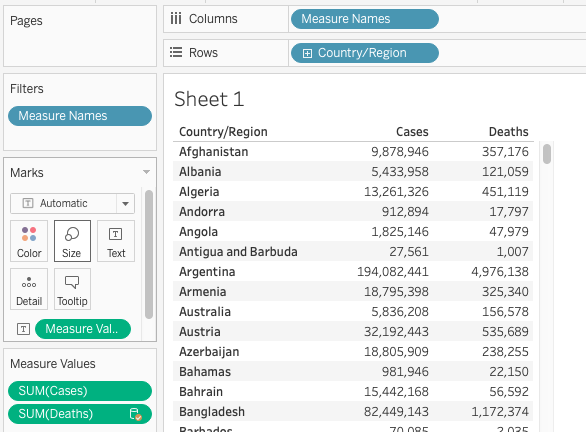 Pages
Columns
Measure Names
Rows
Country/Region
Filters
Measure Names
Marks
Automatic
Color
Size
Text
Detail
Tooltip
Measure Val..
Measure Values
SUM(Cases)
SUM(Deaths)
Sheet 1
Country/Region Cases Deaths
Afghanistan 9,878,946 357,176
Albania 5,433,958 121,059
Algeria 13,261,326 451,119
Andorra 912,894 17,797
Angola 1,825,146 47,979
Antigua and Barbuda 27,561 1,007
Argentina 194,082,441 4,976,138
Armenia 18,795,398 325,340
Australia 5,836,208 156,578
Austria 32,192,443 535,689
Azerbaijan 18,805,909 238,255
Bahamas 981,946 22,150
Bahrain 15,442,168 56,592
Bangladesh 82,449,143 1,172,374
Barbados 70,085 2,035